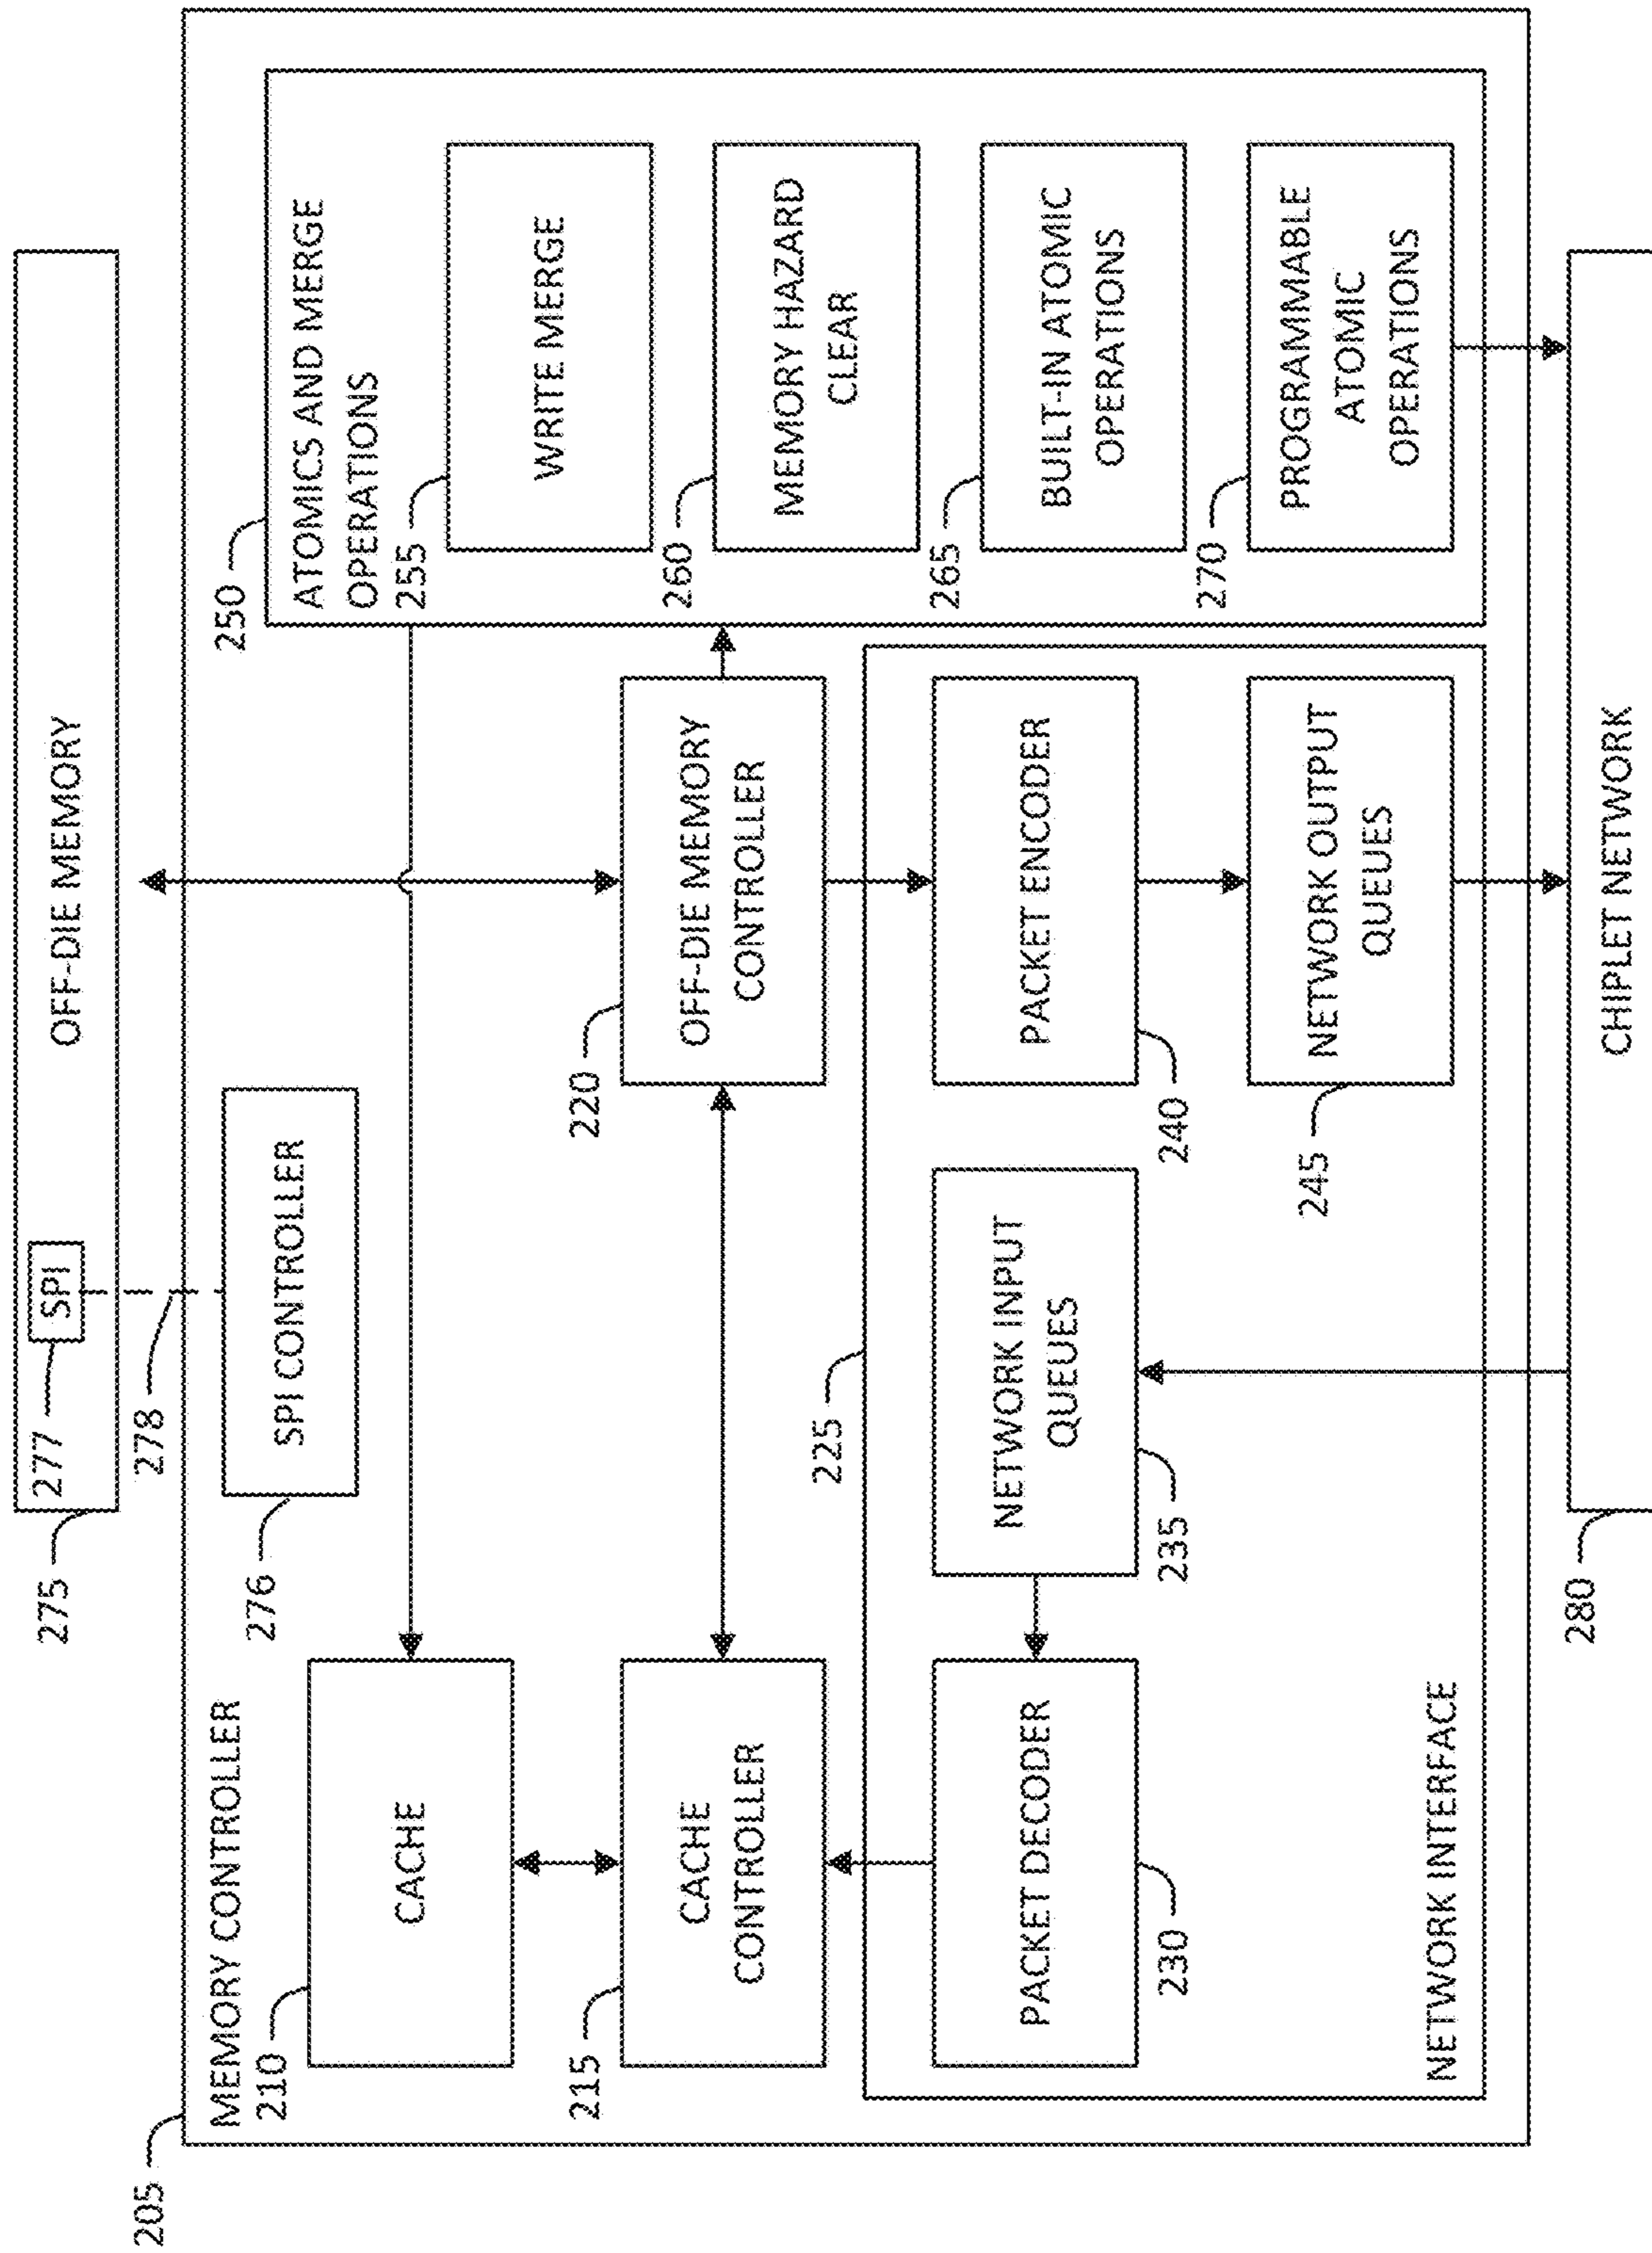 275
277
SPI
OFF-DIE MEMORY
278
205
MEMORY CONTROLLER
276
SPI CONTROLLER
250
ATOMICS AND MERGE
OPERATIONS
210
CACHE
255
WRITE MERGE
215
CACHE
CONTROLLER
220
OFF-DIE MEMORY
CONTROLLER
260
MEMORY HAZARD
CLEAR
225
230
PACKET DECODER
235
NETWORK INPUT
QUEUES
240
PACKET ENCODER
265
BUILT-IN ATOMIC
OPERATIONS
245
NETWORK OUTPUT
QUEUES
270
PROGRAMMABLE
ATOMIC
OPERATIONS
NETWORK INTERFACE
280
CHIPLET NETWORK